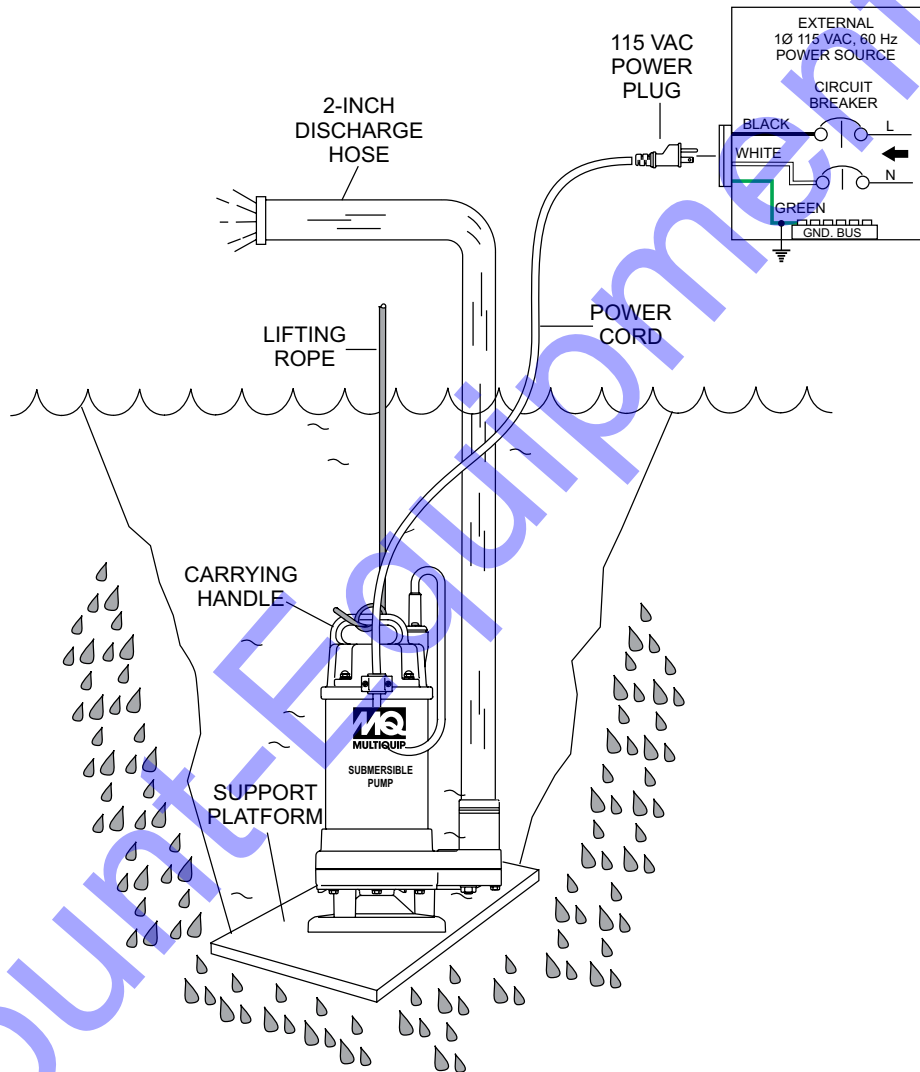 EXTERNAL
1Ø 115 VAC, 60 Hz
POWER SOURCE
115 VAC
POWER
PLUG
CIRCUIT
BREAKER
2-INCH
DISCHARGE
HOSE
BLACK
L
WHITE
N
GREEN
GND. BUS
POWER
CORD
LIFTING
ROPE
CARRYING
HANDLE
MQ
MULTIQUIP
SUBMERSIBLE
PUMP
SUPPORT
PLATFORM
ount-Equipment